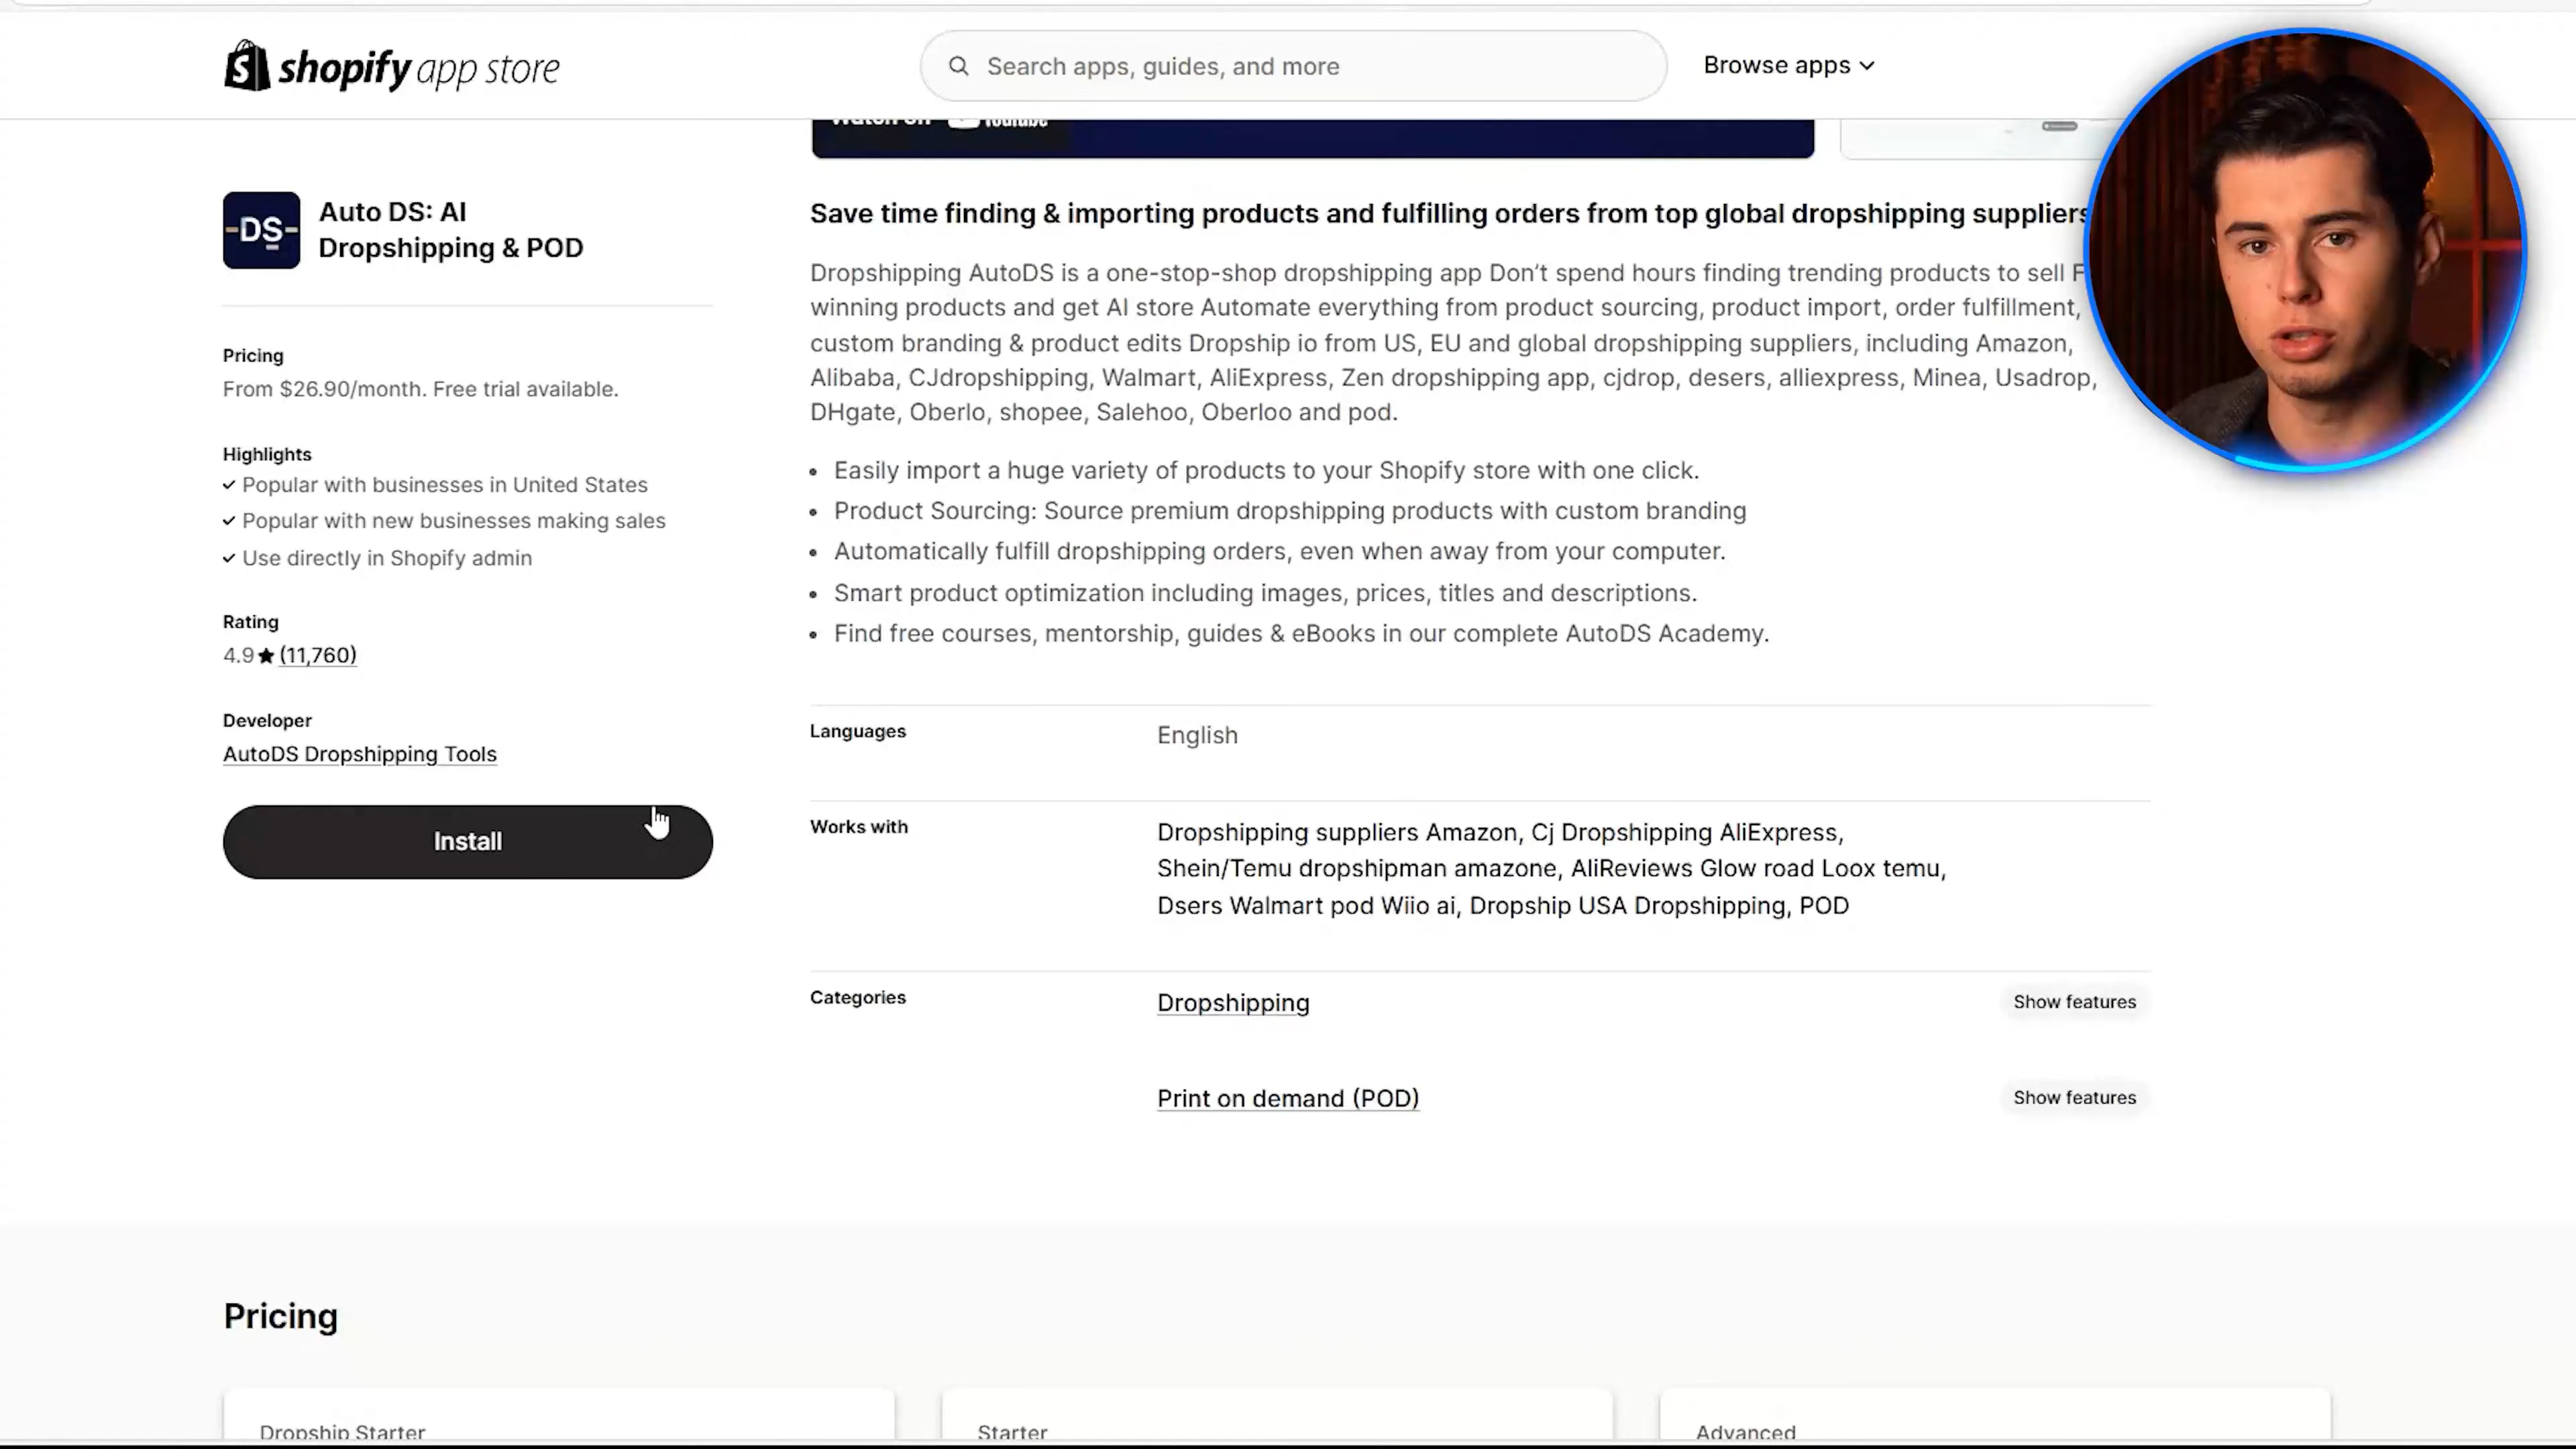 shopify app store
Search apps, guides, and more
Browse apps
Watch on YouTube
DS
Auto DS: AI
Dropshipping & POD
Pricing
From $26.90/month. Free trial available.
Highlights
Popular with businesses in United States
Popular with new businesses making sales
Use directly in Shopify admin
Rating
4.9★ (11,760)
Developer
AutoDS Dropshipping Tools
Install
Save time finding & importing products and fulfilling orders from top global dropshipping suppliers
Dropshipping AutoDS is a one-stop-shop dropshipping app Don’t spend hours finding trending products to sell F
winning products and get AI store Automate everything from product sourcing, product import, order fulfillment,
custom branding & product edits Dropship io from US, EU and global dropshipping suppliers, including Amazon,
Alibaba, CJdropshipping, Walmart, AliExpress, Zen dropshipping app, cjdrop, desers, alliexpress, Minea, Usadrop,
DHgate, Oberlo, shopee, Salehoo, Oberloo and pod.
• Easily import a huge variety of products to your Shopify store with one click.
• Product Sourcing: Source premium dropshipping products with custom branding
• Automatically fulfill dropshipping orders, even when away from your computer.
• Smart product optimization including images, prices, titles and descriptions.
• Find free courses, mentorship, guides & eBooks in our complete AutoDS Academy.
Languages
English
Works with
Dropshipping suppliers Amazon, Cj Dropshipping AliExpress,
Shein/Temu dropshipman amazone, AliReviews Glow road Loox temu,
Dsers Walmart pod Wiio ai, Dropship USA Dropshipping, POD
Categories
Dropshipping
Show features
Print on demand (POD)
Show features
Pricing
Dropship Starter
Starter
Advanced